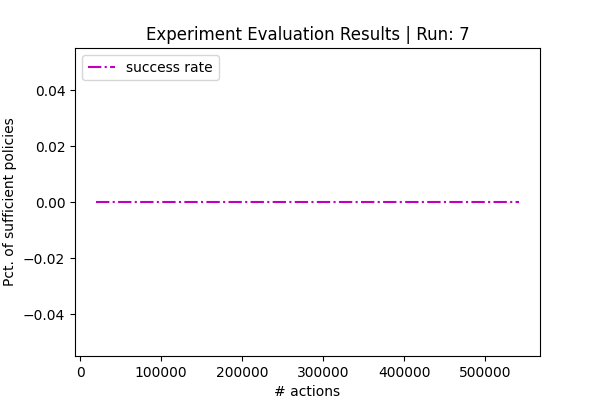 Experiment Evaluation Results | Run: 7
success rate
Pct. of sufficient policies
0.04
0.02
0.00
−0.02
−0.04
0 100000 200000 300000 400000 500000
# actions